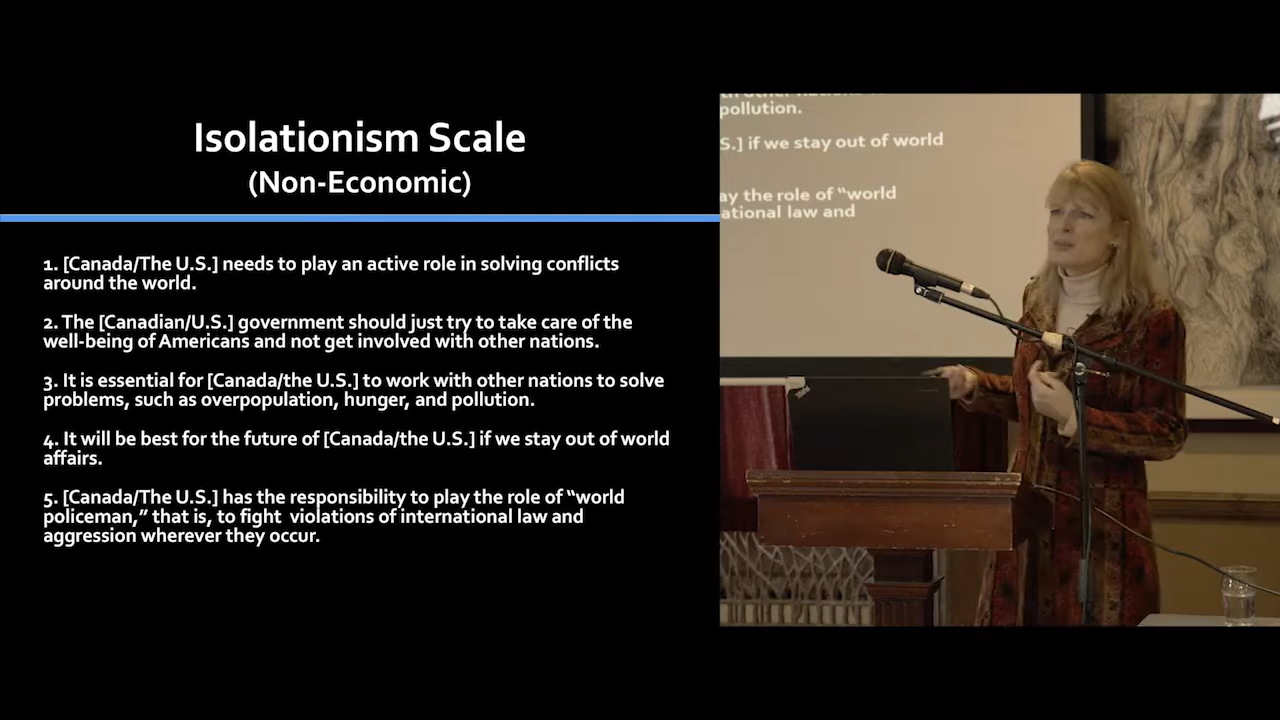 Isolationism Scale
(Non-Economic)
1. [Canada/The U.S.] needs to play an active role in solving conflicts
around the world.
2. The [Canadian/U.S.] government should just try to take care of the
well-being of Americans and not get involved with other nations.
3. It is essential for [Canada/the U.S.] to work with other nations to solve
problems, such as overpopulation, hunger, and pollution.
4. It will be best for the future of [Canada/the U.S.] if we stay out of world
affairs.
5. [Canada/The U.S.] has the responsibility to play the role of “world
policeman,” that is, to fight  violations of international law and
aggression wherever they occur.
pollution.
S.] if we stay out of world
ay the role of “world
ational law and